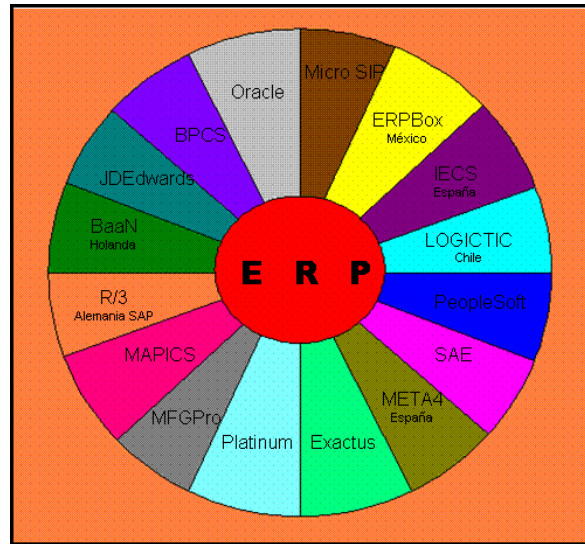 Micro SIP
ERPBox
México
IECS
España
LOGICTIC
Chile
PeopleSoft
SAE
META4
España
Exactus
Platinum
MFGPro
MAPICS
R/3
Alemania SAP
BaaN
Holanda
JDEdwards
BPCS
Oracle
E R P